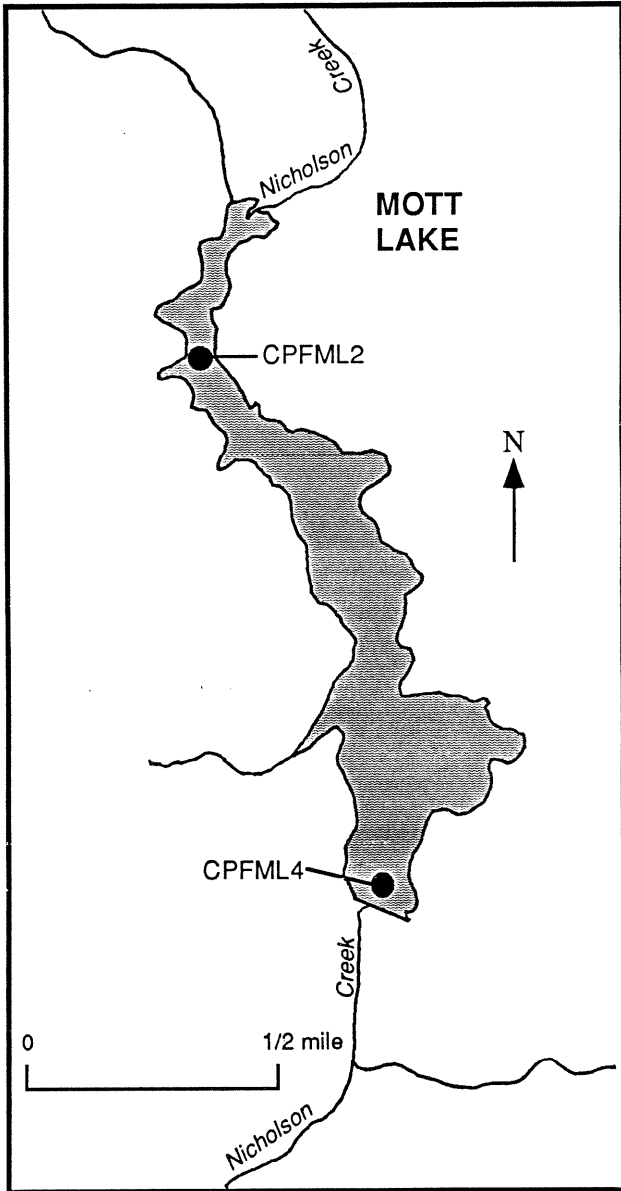 Nicholson Creek
MOTT
LAKE
CPFML2
N
CPFML4
Creek
0 1/2 mile
Nicholson